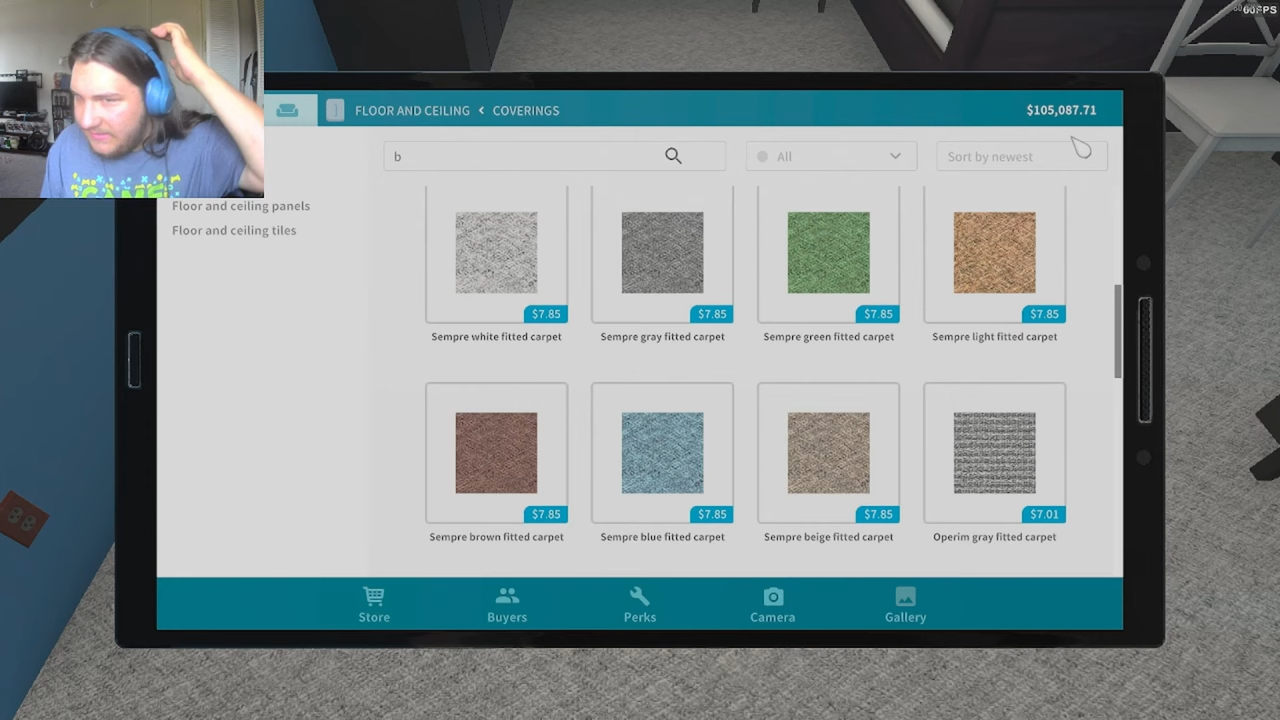 60FPS
FLOOR AND CEILING < COVERINGS
$105,087.71
b
All
Sort by newest
Floor and ceiling panels
Floor and ceiling tiles
$7.85
$7.85
$7.85
$7.85
Sempre white fitted carpet
Sempre gray fitted carpet
Sempre green fitted carpet
Sempre light fitted carpet
$7.85
$7.85
$7.85
$7.01
Sempre brown fitted carpet
Sempre blue fitted carpet
Sempre beige fitted carpet
Operim gray fitted carpet
Store
Buyers
Perks
Camera
Gallery